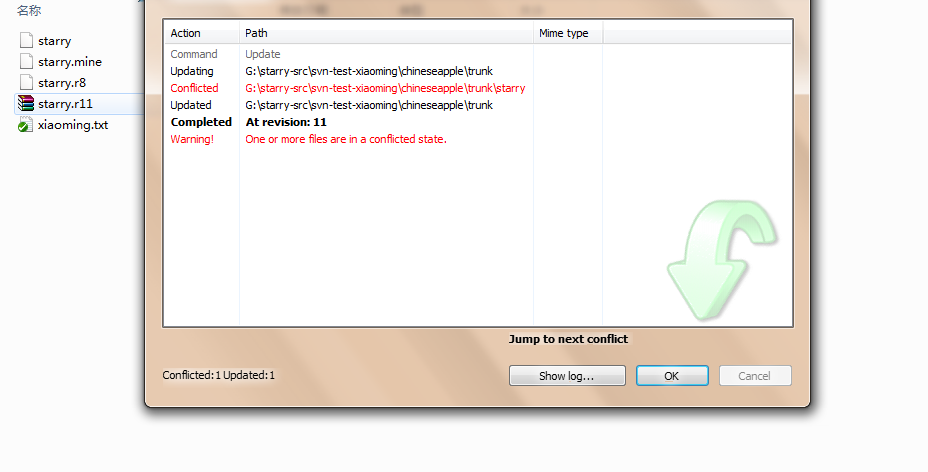 名称
starry
starry.mine
starry.r8
starry.r11
xiaoming.txt
Action Path Mime type
Command Update
Updating G:\starry-src\svn-test-xiaoming\chineseapple\trunk
Conflicted G:\starry-src\svn-test-xiaoming\chineseapple\trunk\starry
Updated G:\starry-src\svn-test-xiaoming\chineseapple\trunk
Completed At revision: 11
Warning! One or more files are in a conflicted state.
Jump to next conflict
Conflicted:1 Updated:1
Show log...
OK
Cancel